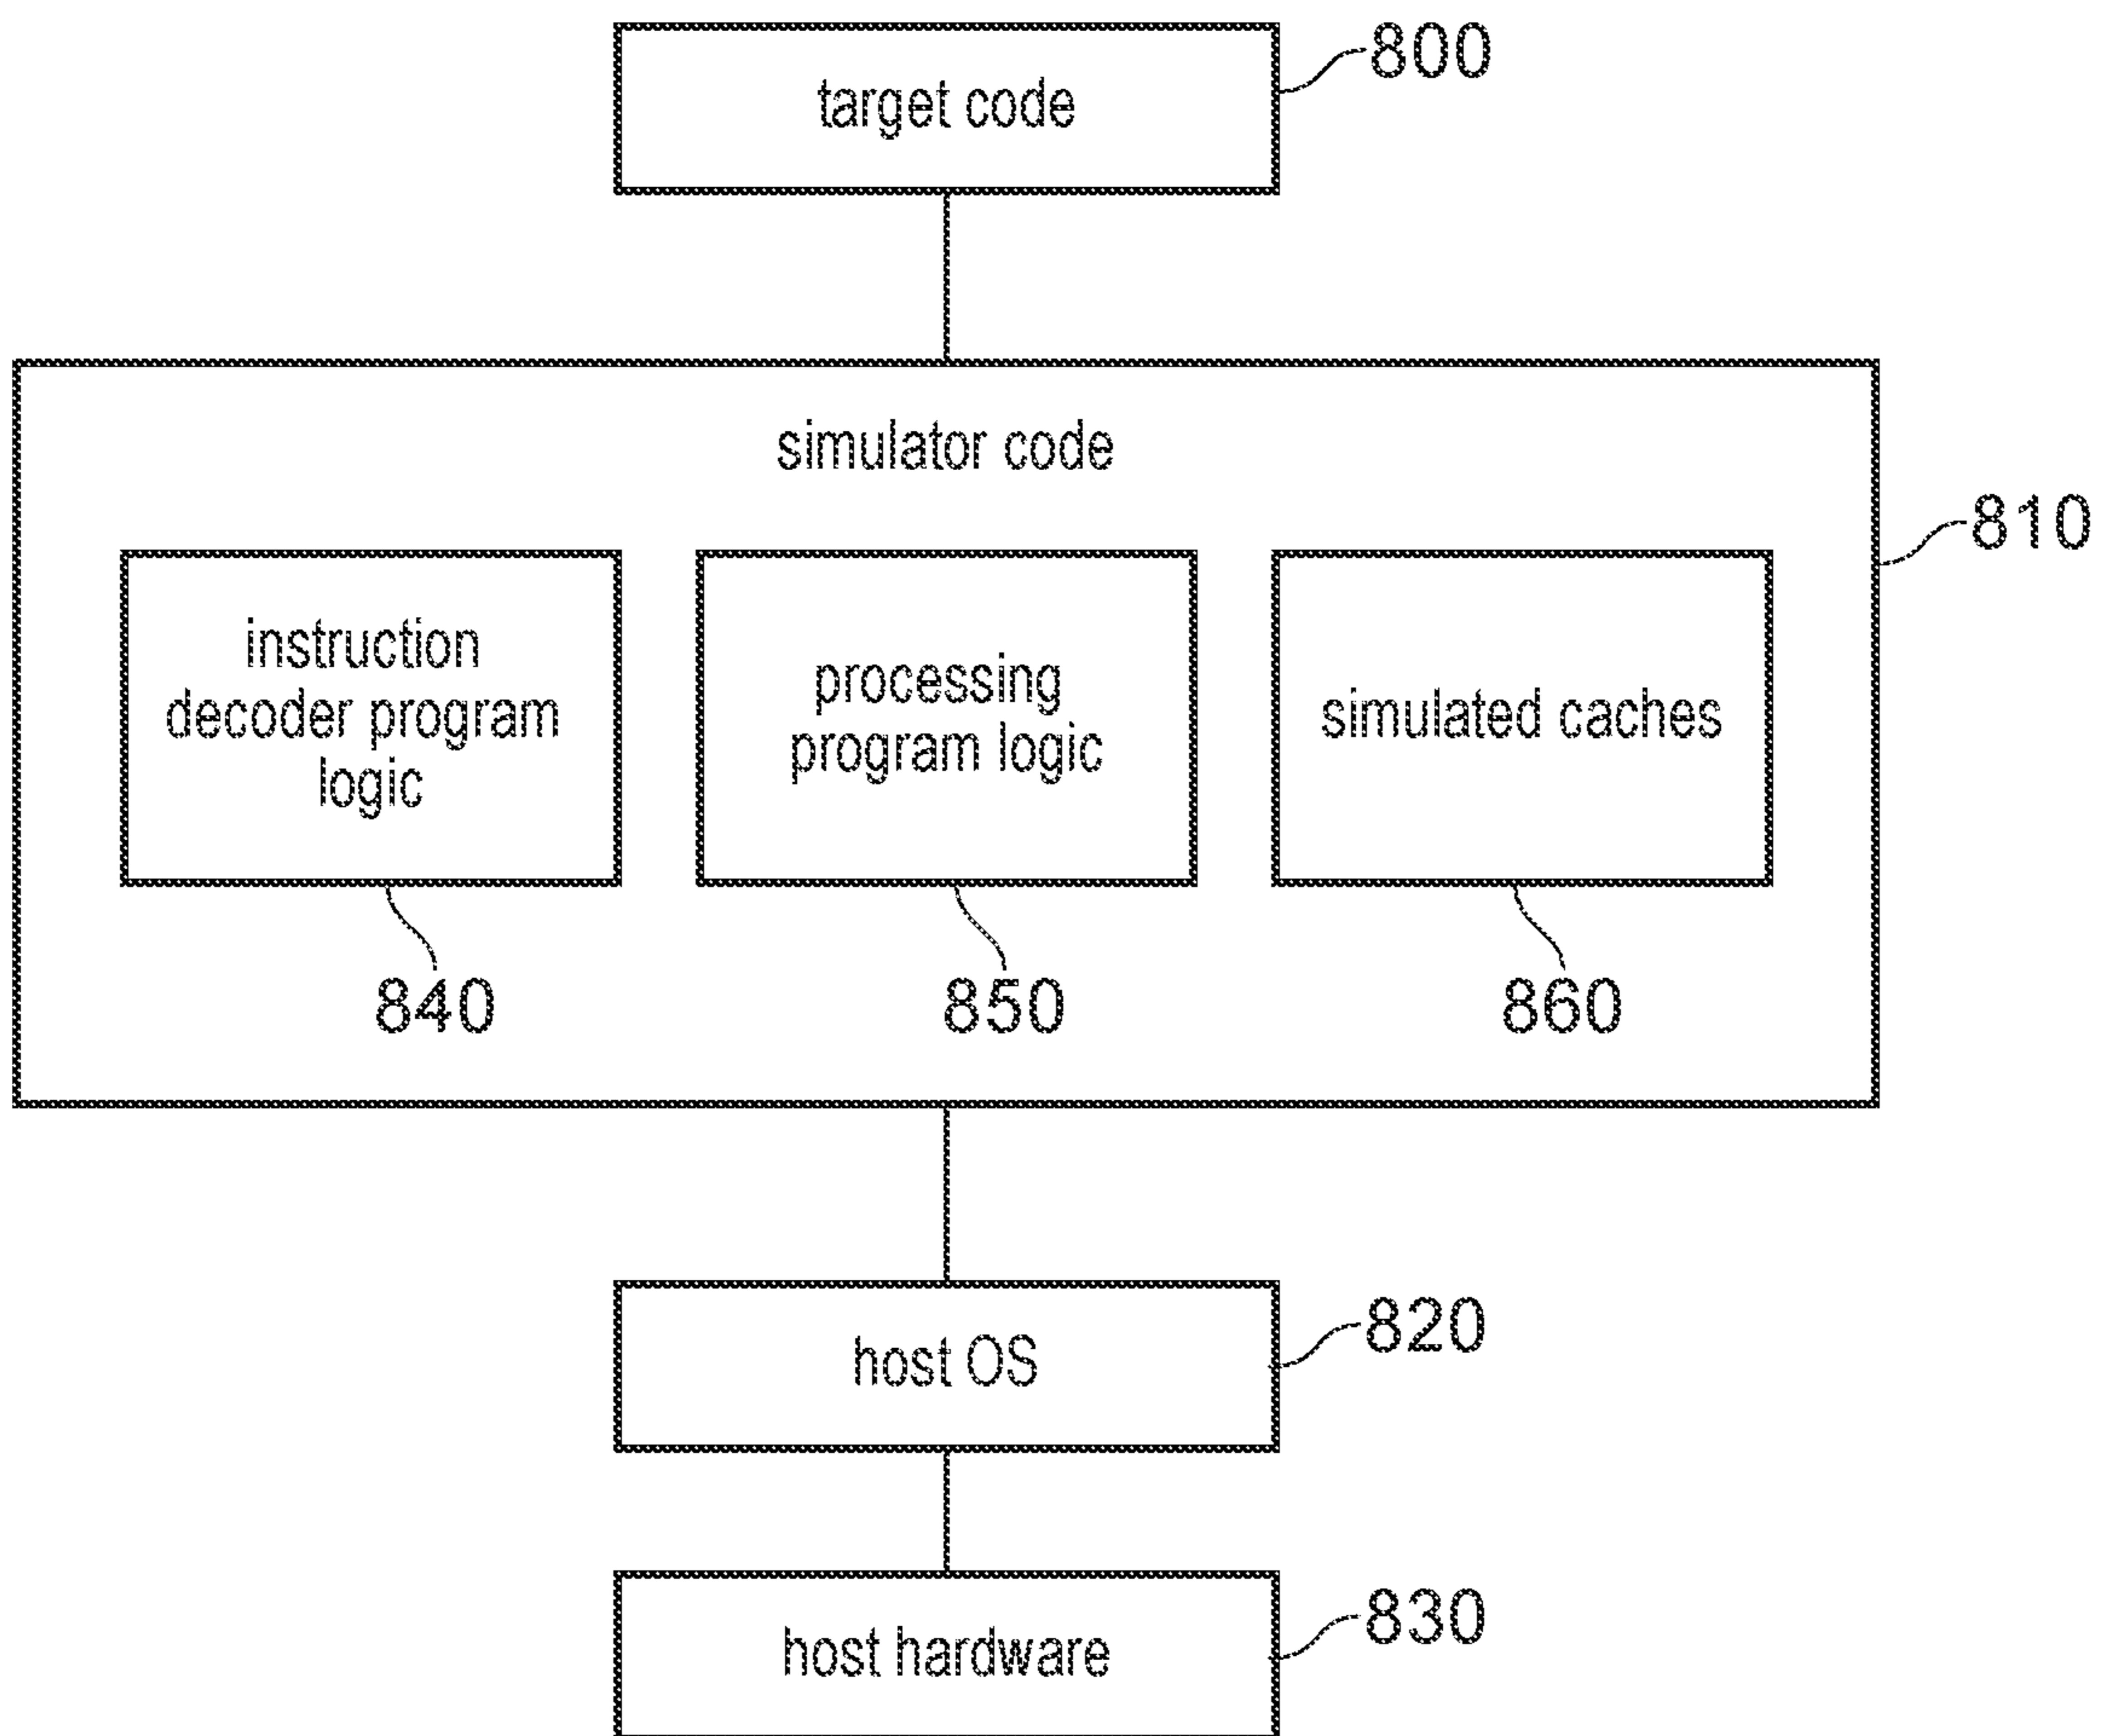 target code
800
simulator code
810
instruction
decoder program
logic
processing
program logic
simulated caches
840
850
860
host OS
820
host hardware
830